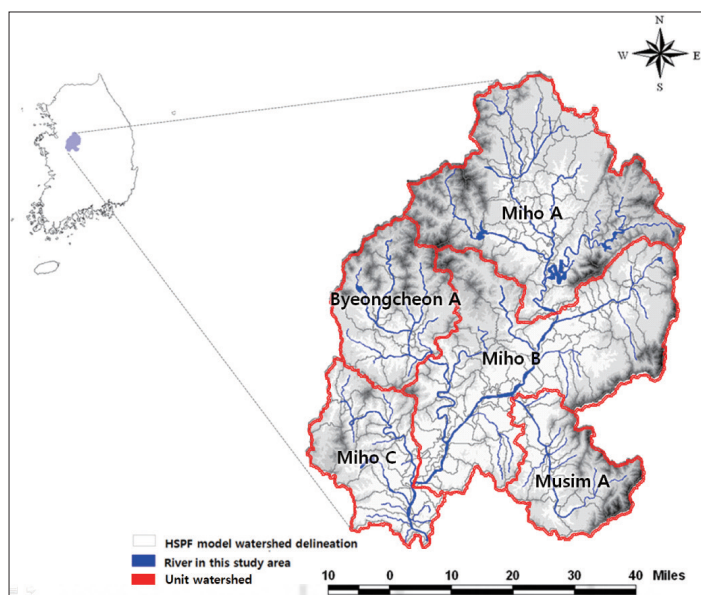 N
W E
S
Miho A
Byeongcheon A
Miho B
Miho C
Musim A
HSPF model watershed delineation
River in this study area
Unit watershed
10 0 10 20 30 40 Miles